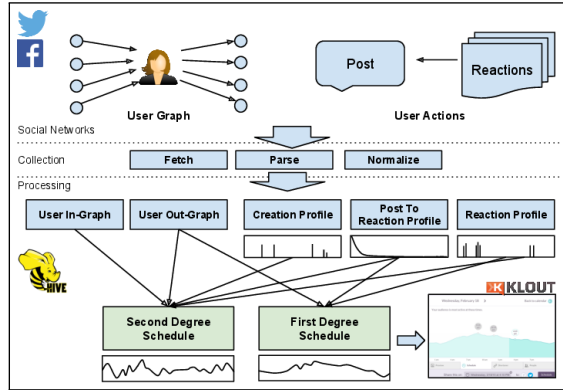 Post
Reactions
User Graph
User Actions
Social Networks
Collection
Fetch
Parse
Normalize
Processing
User In-Graph
User Out-Graph
Creation Profile
Post To
Reaction Profile
Reaction Profile
HIVE
KLOUT
Second Degree
Schedule
First Degree
Schedule